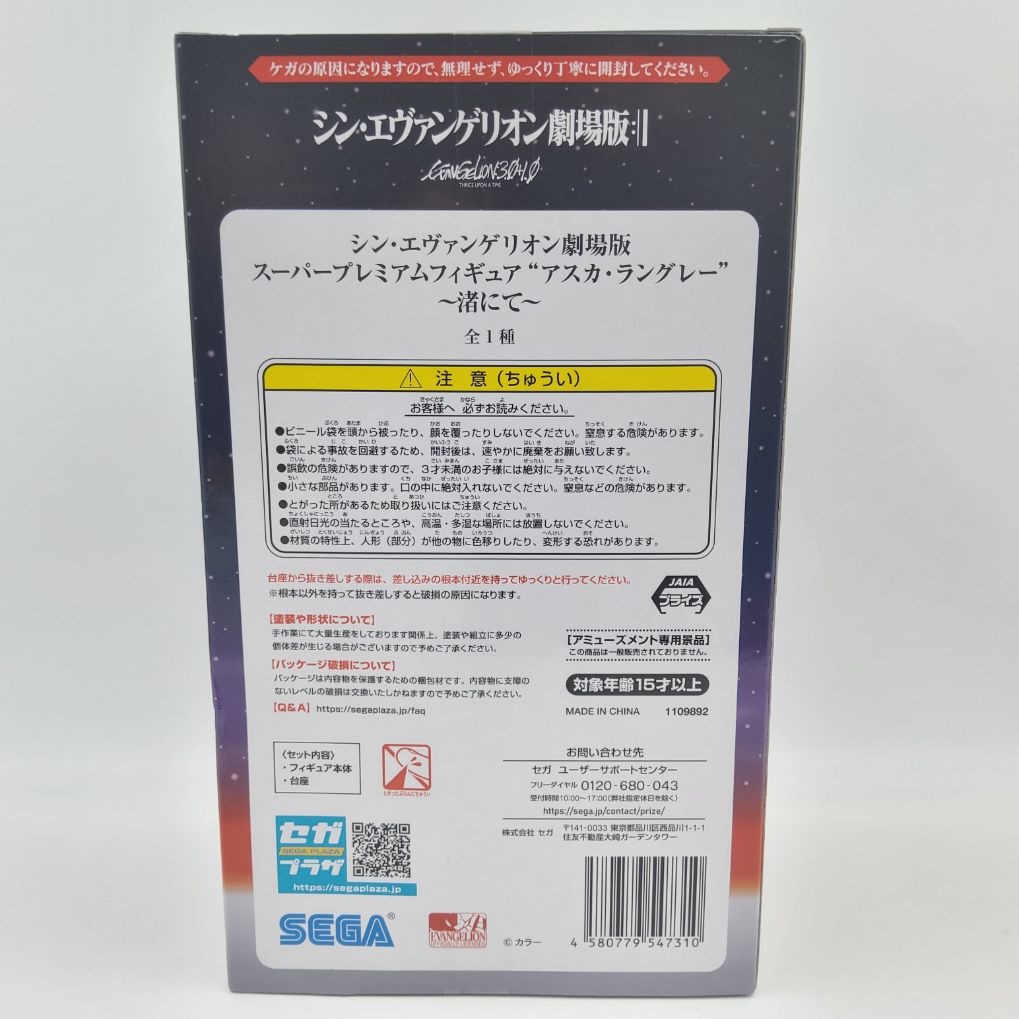 ケガの原因になりますので、無理せず、ゆっくり丁寧に開封してください。
シン・エヴァンゲリオン劇場版:||
EVANGELION:3.0+1.0
THRICE UPON A TIME
シン・エヴァンゲリオン劇場版
スーパープレミアムフィギュア“アスカ・ラングレー”
～渚にて～
全1種
⚠ 注 意（ちゅうい）
お客様へ 必ずお読みください。
●ビニール袋を頭から被ったり、顔を覆ったりしないでください。窒息する危険があります。
●袋による事故を回避するため、開封後は、速やかに廃棄をお願い致します。
●誤飲の危険がありますので、3才未満のお子様には絶対に与えないでください。
●小さな部品があります。口の中に絶対入れないでください。窒息などの危険があります。
●とがった所があるため取り扱いにはご注意ください。
●直射日光の当たるところや、高温・多湿な場所には放置しないでください。
●材質の特性上、人形（部分）が他の物に色移りしたり、変形する恐れがあります。
台座から抜き差しする際は、差し込みの根本付近を持ってゆっくりと行ってください。
※根本以外を持って抜き差しすると破損の原因になります。
【塗装や形状について】
手作業にて大量生産をしております関係上、塗装や組立に多少の
個体差が生じる場合がございますので予めご了承ください。
【パッケージ破損について】
パッケージは内容物を保護するための梱包材です。内容物に支障の
ないレベルの破損は交換いたしかねますので予めご了承ください。
【Q&A】https://segaplaza.jp/faq
JAIA
プライズ
【アミューズメント専用景品】
この商品は一般販売されておりません。
対象年齢15才以上
MADE IN CHINA 1109892
〈セット内容〉
・フィギュア本体
・台座
とがったぶひんにちゅうい
お問い合わせ先
セガ ユーザーサポートセンター
フリーダイヤル 0120-680-043
受付時間10:00～17:00（弊社指定休日を除く）
https://sega.jp/contact/prize/
株式会社 セガ 〒141-0033 東京都品川区西品川1-1-1
住友不動産大崎ガーデンタワー
セガ
SEGA PLAZA
プラザ
https://segaplaza.jp
SEGA®
EVANGELION
OFFICIALLY LICENSED
© カラー
4 580779 547310